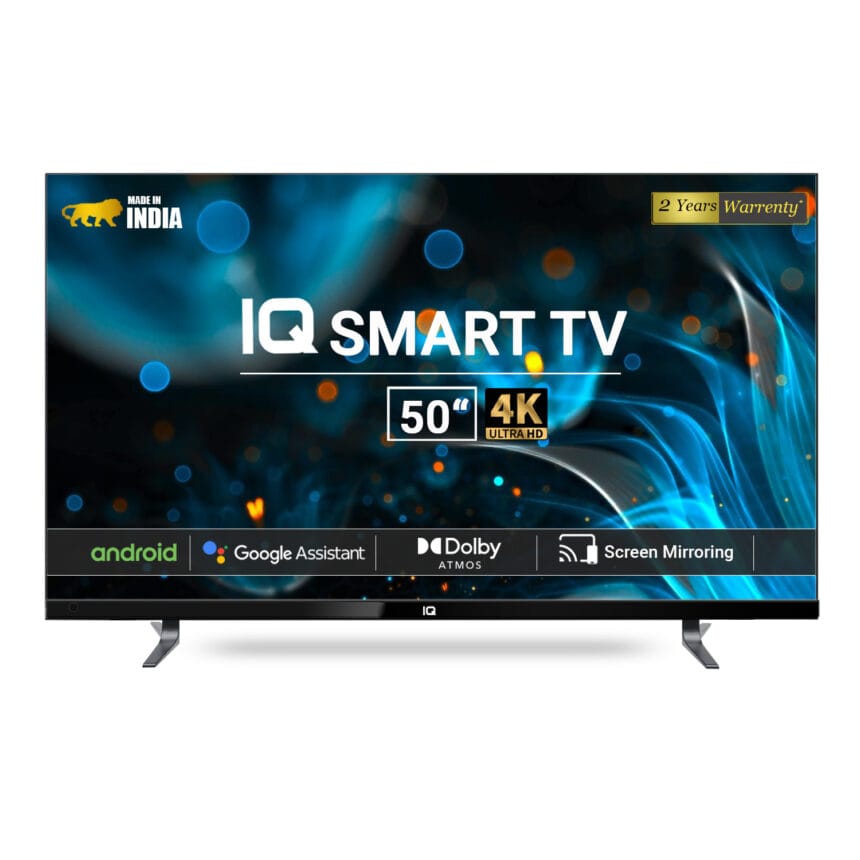 MADE IN
INDIA
2 Years Warrenty*
IQ SMART TV
50“
4K
ULTRA HD
android
Google Assistant
Dolby
ATMOS
Screen Mirroring
IQ